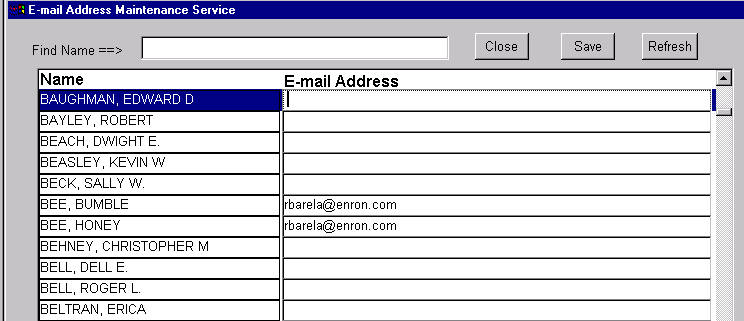 E-mail Address Maintenance Service
Find Name ==> Close Save Refresh
Name E-mail Address
BAUGHMAN, EDWARD D
BAYLEY, ROBERT
BEACH, DWIGHT E.
BEASLEY, KEVIN W
BECK, SALLY W.
BEE, BUMBLE rbarela@enron.com
BEE, HONEY rbarela@enron.com
BEHNEY, CHRISTOPHER M
BELL, DELL E.
BELL, ROGER L.
BELTRAN, ERICA